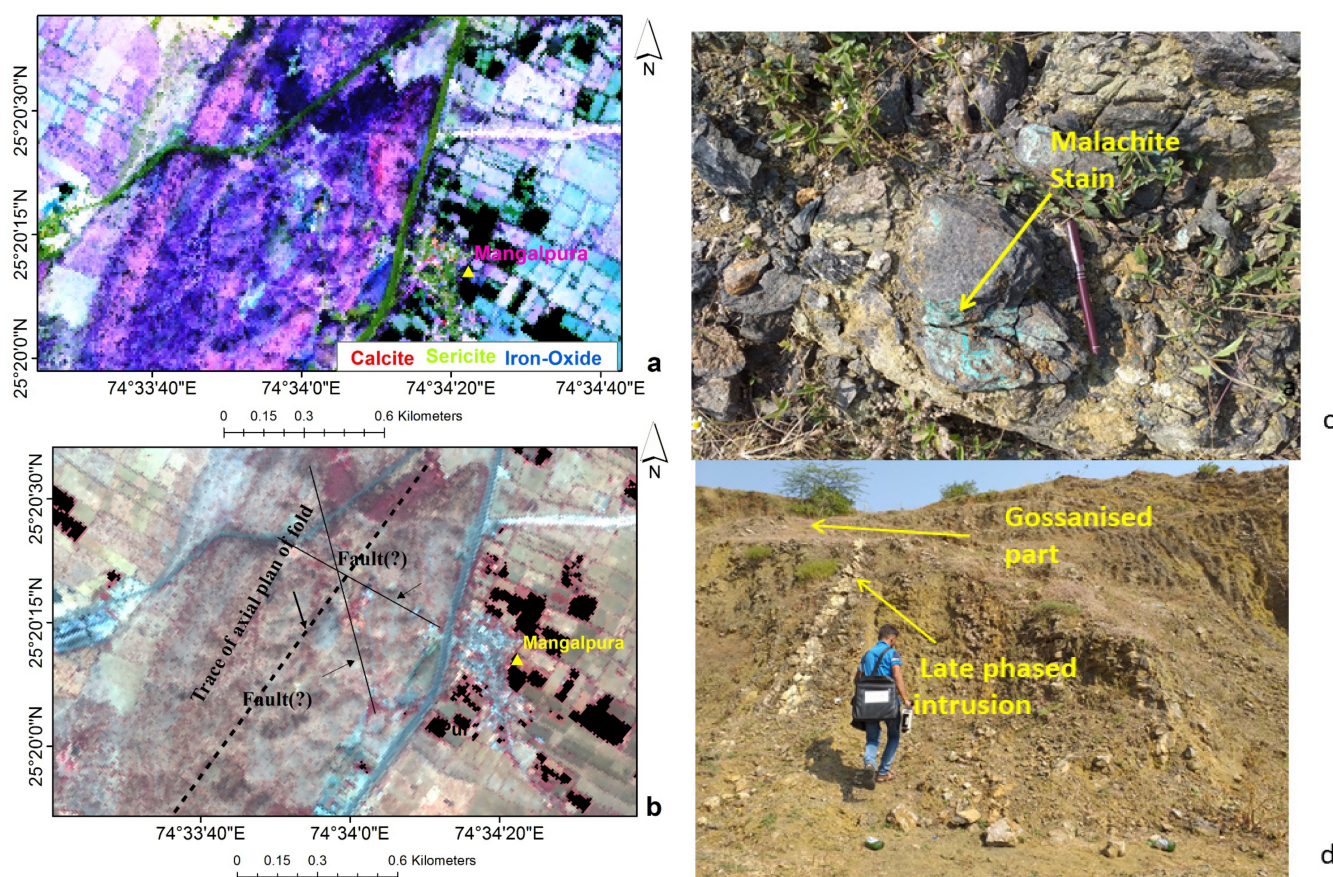 N
25°20'30"N
25°20'15"N
25°20'0"N
Mangalpura
Calcite Sericite Iron-Oxide
a
74°33'40"E 74°34'0"E 74°34'20"E 74°34'40"E
0 0.15 0.3 0.6 Kilometers
N
25°20'30"N
25°20'15"N
25°20'0"N
Trace of axial plan of fold
Fault(?)
Fault(?)
Mangalpura
Pur
b
74°33'40"E 74°34'0"E 74°34'20"E
0 0.15 0.3 0.6 Kilometers
Malachite
Stain
a
c
Gossanised
part
Late phased
intrusion
d